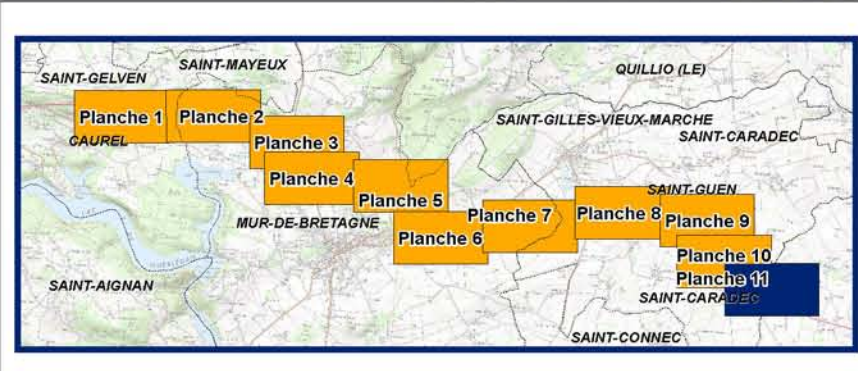 SAINT-MAYEUX
QUILLIO (LE)
SAINT-GELVEN
Planche 1
Planche 2
SAINT-GILLES-VIEUX-MARCHE
SAINT-CARADEC
CAUREL
Planche 3
Planche 4
SAINT-GUEN
Planche 5
Planche 7
Planche 8
Planche 9
MUR-DE-BRETAGNE
Planche 6
Planche 10
Planche 11
SAINT-AIGNAN
SAINT-CARADEC
SAINT-CONNEC